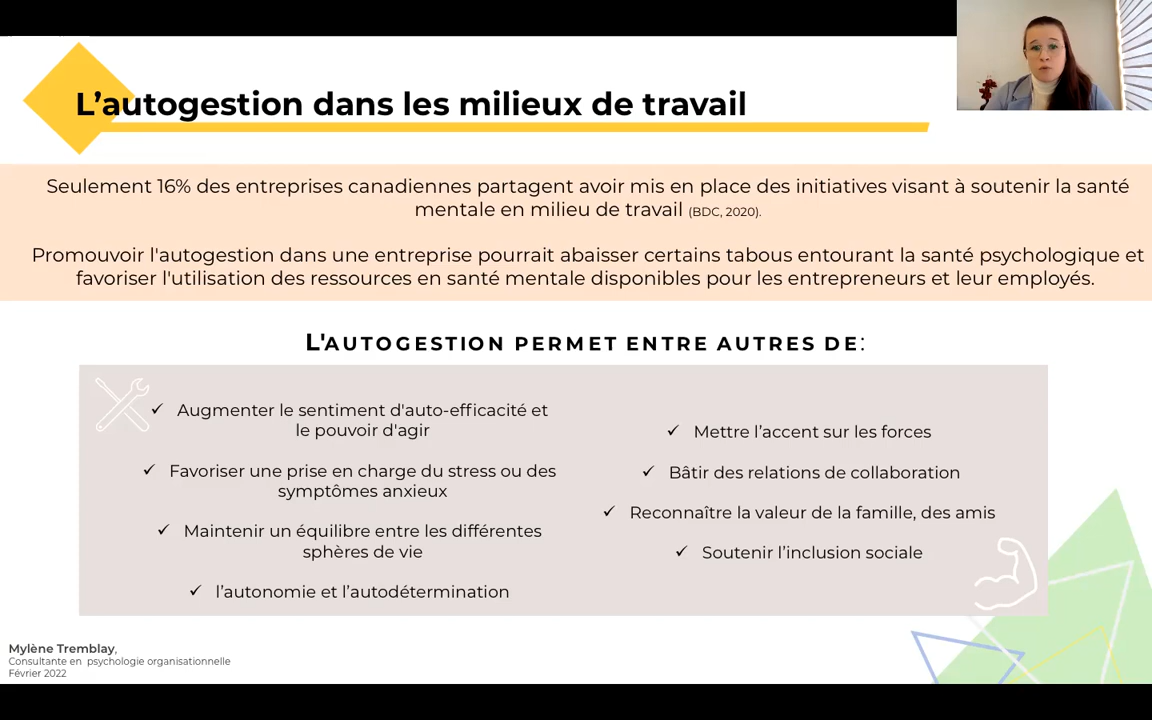 L'autogestion dans les milieux de travail
Seulement 16% des entreprises canadiennes partagent avoir mis en place des initiatives visant à soutenir la santé
mentale en milieu de travail (BDC, 2020).
Promouvoir l'autogestion dans une entreprise pourrait abaisser certains tabous entourant la santé psychologique et
favoriser l'utilisation des ressources en santé mentale disponibles pour les entrepreneurs et leur employés.
L'AUTOGESTION PERMET ENTRE AUTRES DE:
✓ Augmenter le sentiment d'auto-efficacité et
le pouvoir d'agir
✓ Favoriser une prise en charge du stress ou des
symptômes anxieux
✓ Maintenir un équilibre entre les différentes
sphères de vie
✓ l'autonomie et l'autodétermination
✓ Mettre l'accent sur les forces
✓ Bâtir des relations de collaboration
✓ Reconnaître la valeur de la famille, des amis
✓ Soutenir l'inclusion sociale
Mylène Tremblay,
Consultante en psychologie organisationnelle
Février 2022